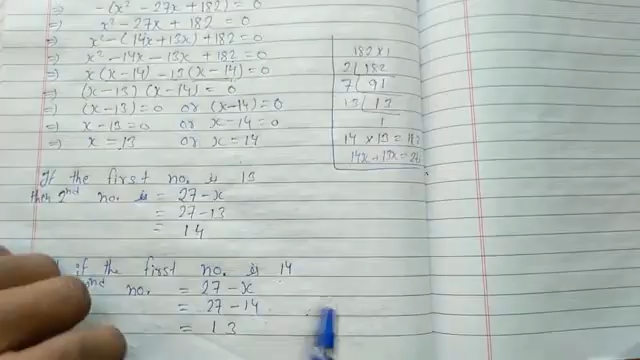 ⇒ -(x² - 27x + 182) = 0
⇒ x² - 27x + 182 = 0
⇒ x² - (14x + 13x) + 182 = 0
⇒ x² - 14x - 13x + 182 = 0
⇒ x(x-14) - 13(x-14) = 0
⇒ (x-13) (x-14) = 0
⇒ (x-13) = 0 or (x-14) = 0
⇒ x-13 = 0 or x-14 = 0
⇒ x = 13 or x = 14
182 × 1
2 | 182
7 | 91
13 | 13
1
14 × 13 = 182
14x + 13x =
If the first no. is 13
then 2nd no. is = 27 - x
= 27 - 13
= 14
if the first no. is 14
no. = 27 - x
= 27 - 14
= 13